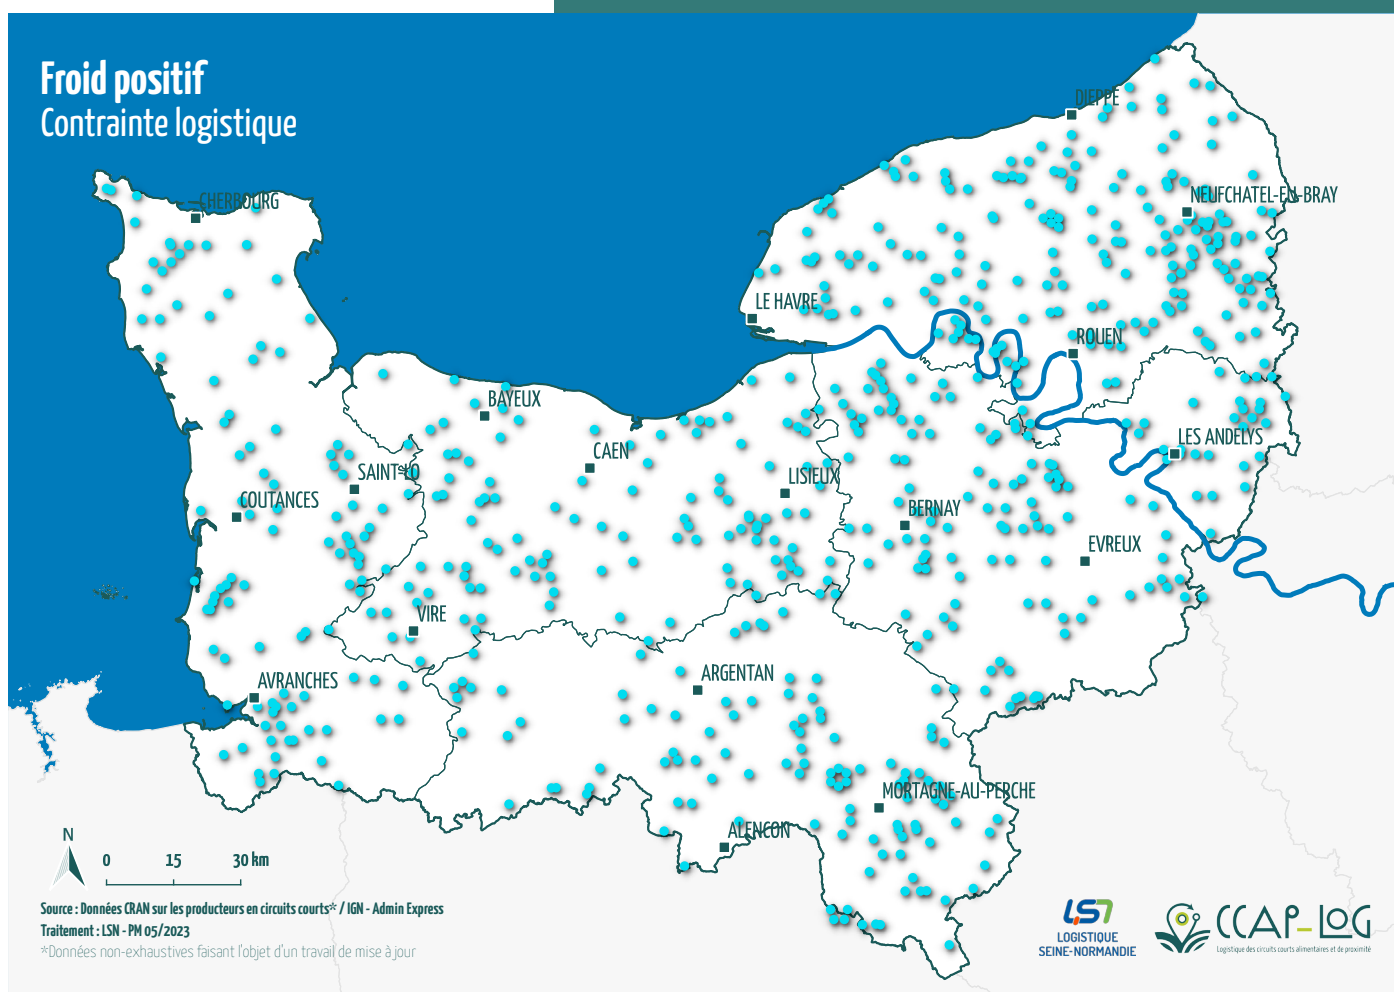 Froid positif
Contrainte logistique
DIEPPE
CHERBOURG
NEUFCHATEL-EN-BRAY
LE HAVRE
ROUEN
BAYEUX
CAEN
LES ANDELYS
SAINT-LO
LISIEUX
COUTANCES
BERNAY
EVREUX
VIRE
AVRANCHES
ARGENTAN
MORTAGNE-AU-PERCHE
ALENCON
N
0 15 30 km
Source : Données CRAN sur les producteurs en circuits courts* / IGN - Admin Express
Traitement : LSN - PM 05/2023
*Données non-exhaustives faisant l'objet d'un travail de mise à jour
LSN
LOGISTIQUE
SEINE-NORMANDIE
CCAP-LOG
Logistique des circuits courts alimentaires et de proximité